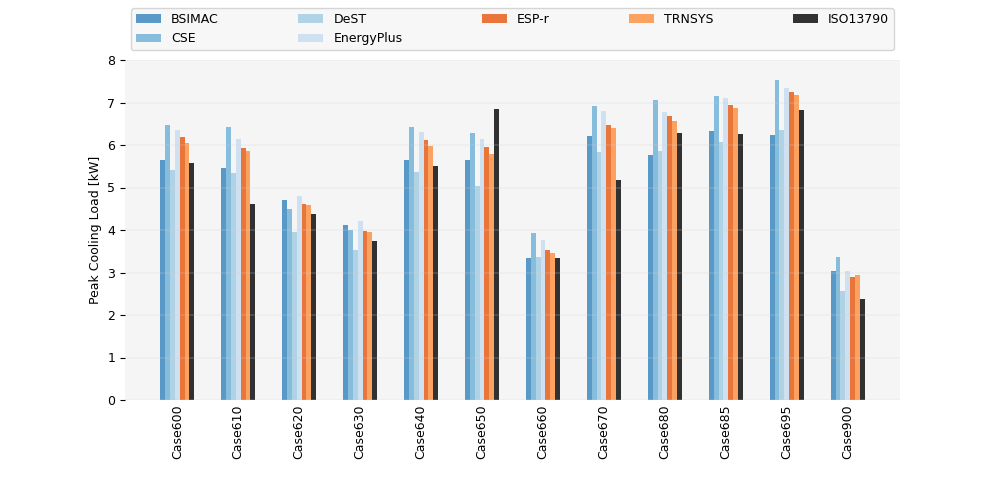 BSIMAC DeST ESP-r TRNSYS ISO13790
CSE EnergyPlus
8
7
6
5
4
3
2
1
0
Peak Cooling Load [kW]
Case600 Case610 Case620 Case630 Case640 Case650 Case660 Case670 Case680 Case685 Case695 Case900